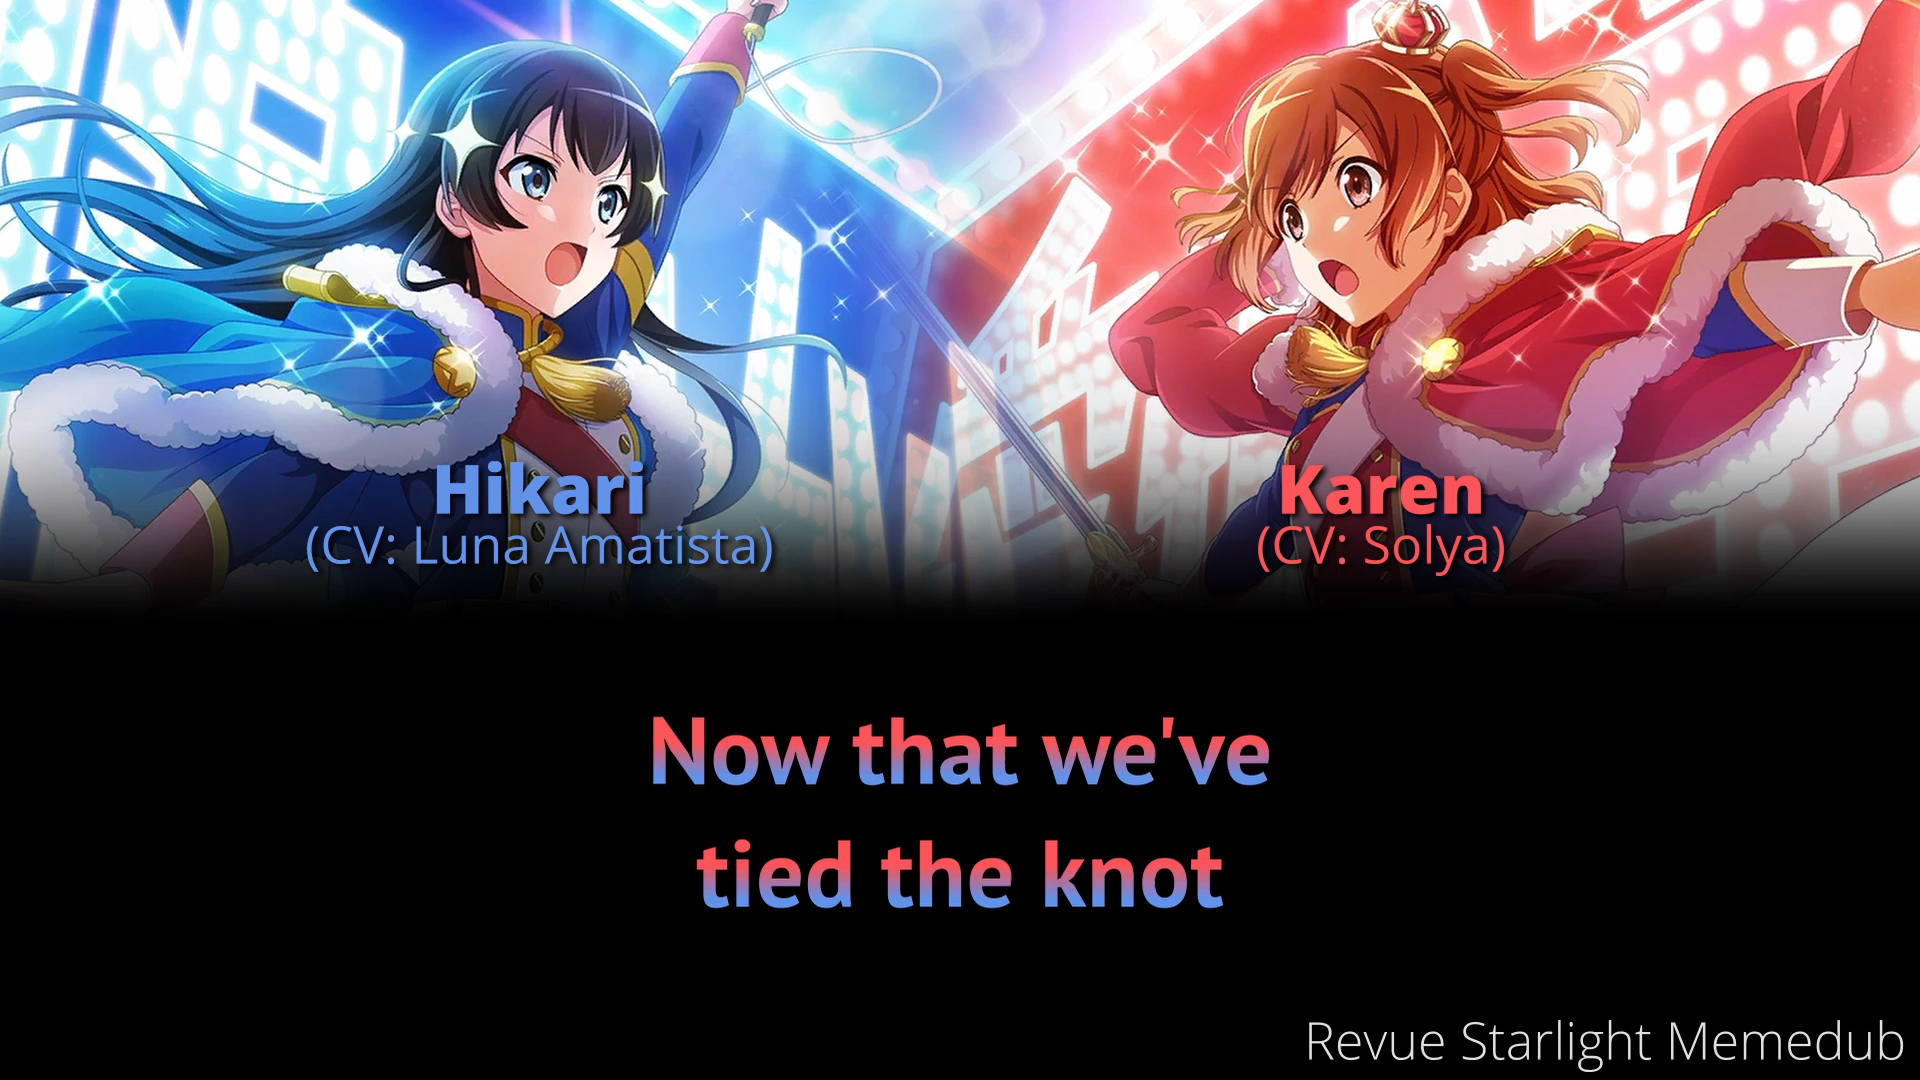 Hikari
(CV: Luna Amatista)
Karen
(CV: Solya)
Now that we've
tied the knot
Revue Starlight Memedub